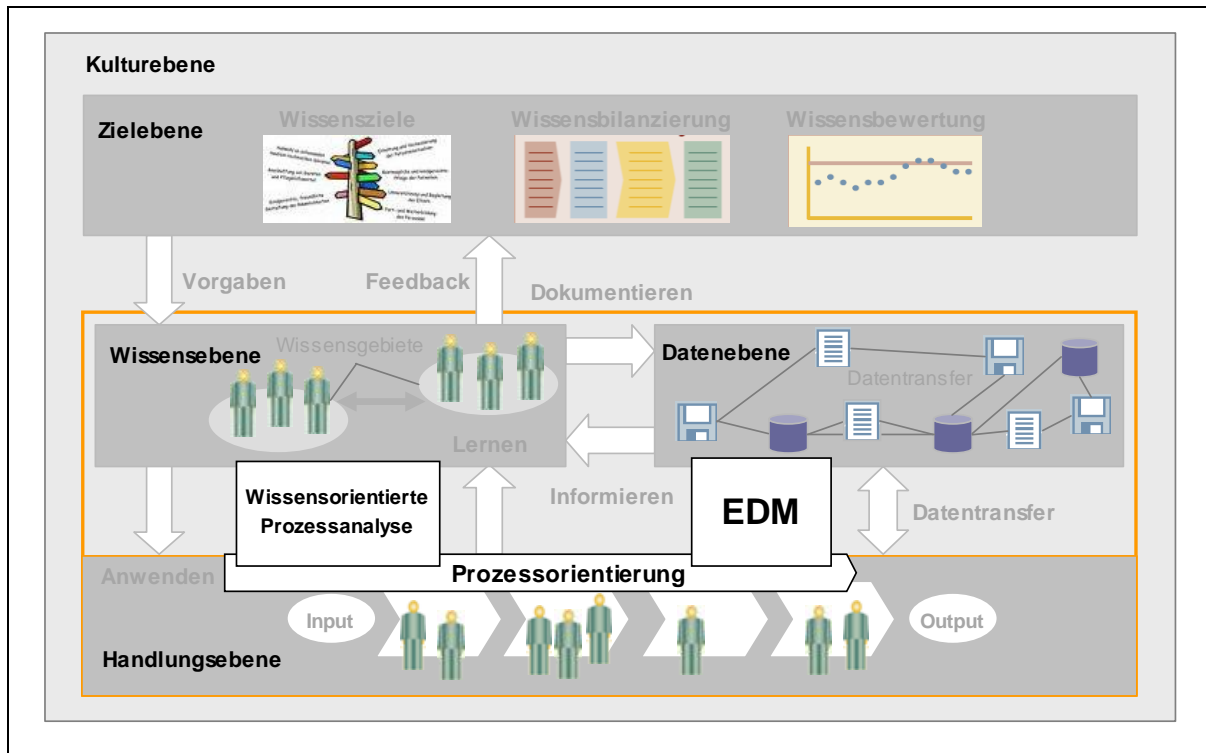 Kulturebene
Zielebene
Wissensziele
Wissensbilanzierung
Wissensbewertung
Vorgaben
Feedback
Dokumentieren
Wissensebene
Wissensgebiete
Datenebene
Datentransfer
Lernen
Wissensorientierte
Prozessanalyse
Informieren
EDM
Datentransfer
Anwenden
Prozessorientierung
Input
Output
Handlungsebene